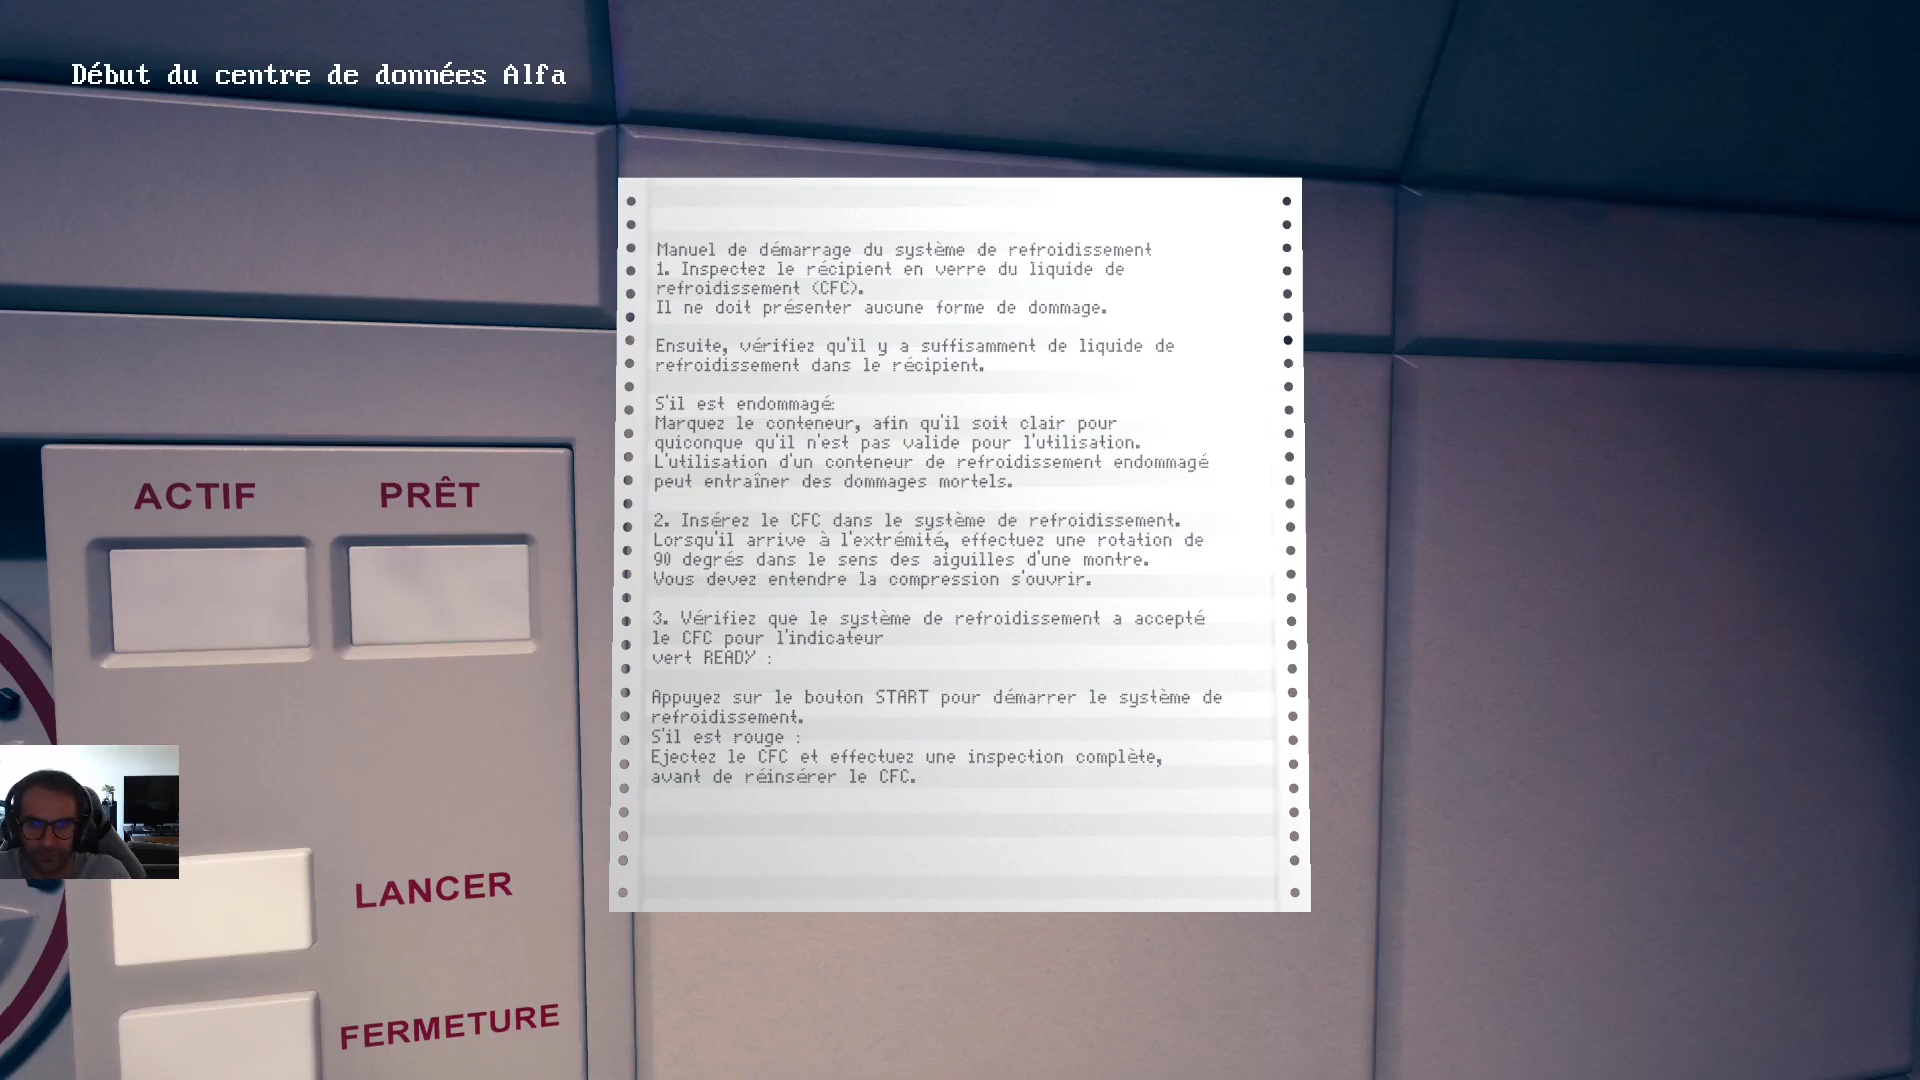 Début du centre de données Alfa
Manuel de démarrage du système de refroidissement
1. Inspectez le récipient en verre du liquide de
refroidissement (CFC).
Il ne doit présenter aucune forme de dommage.
Ensuite, vérifiez qu'il y a suffisamment de liquide de
refroidissement dans le récipient.
S'il est endommagé:
Marquez le conteneur, afin qu'il soit clair pour
quiconque qu'il n'est pas valide pour l'utilisation.
L'utilisation d'un conteneur de refroidissement endommagé
peut entraîner des dommages mortels.
2. Insérez le CFC dans le système de refroidissement.
Lorsqu'il arrive à l'extrémité, effectuez une rotation de
90 degrés dans le sens des aiguilles d'une montre.
Vous devez entendre la compression s'ouvrir.
3. Vérifiez que le système de refroidissement a accepté
le CFC pour l'indicateur
vert READY :
Appuyez sur le bouton START pour démarrer le système de
refroidissement.
S'il est rouge :
Ejectez le CFC et effectuez une inspection complète,
avant de réinsérer le CFC.
ACTIF
PRÊT
LANCER
FERMETURE